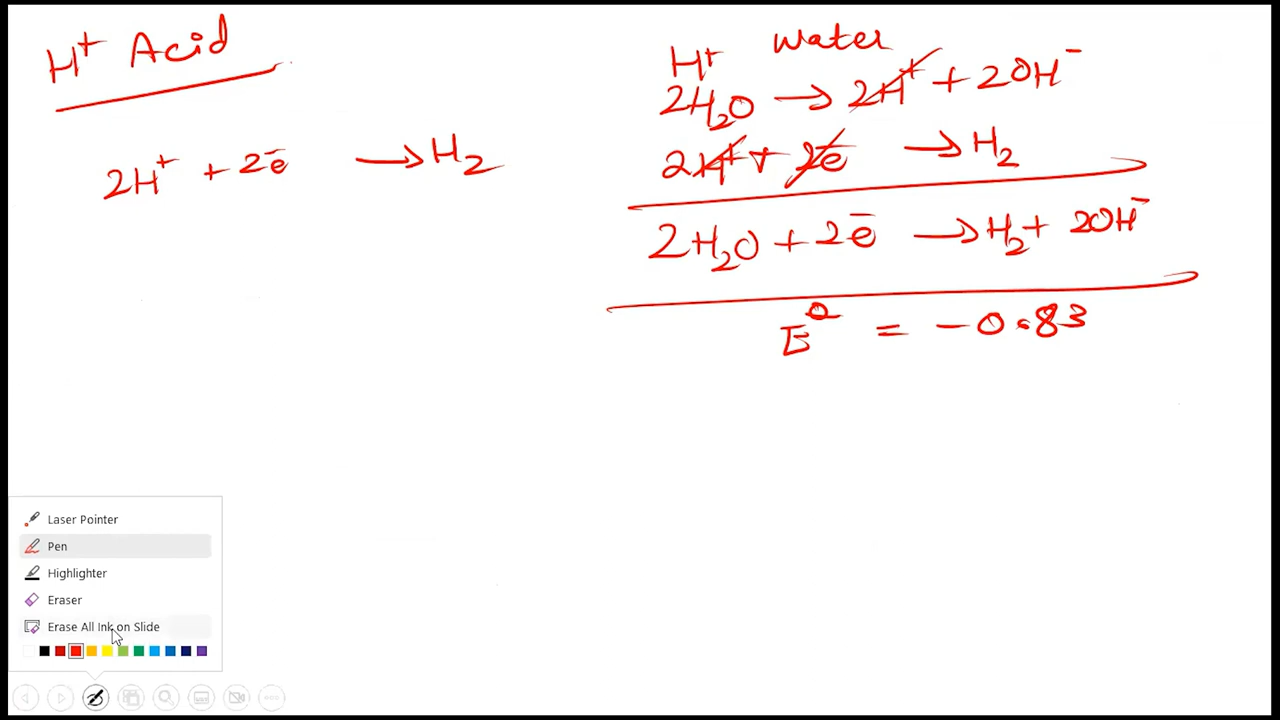 H⁺ Acid
2H⁺ + 2e⁻ → H₂
H⁺ Water
2H₂O → 2H⁺ + 2OH⁻
2H⁺ + 2e⁻ → H₂
2H₂O + 2e⁻ → H₂ + 2OH⁻
E⁰ = -0.83
Laser Pointer
Pen
Highlighter
Eraser
Erase All Ink on Slide